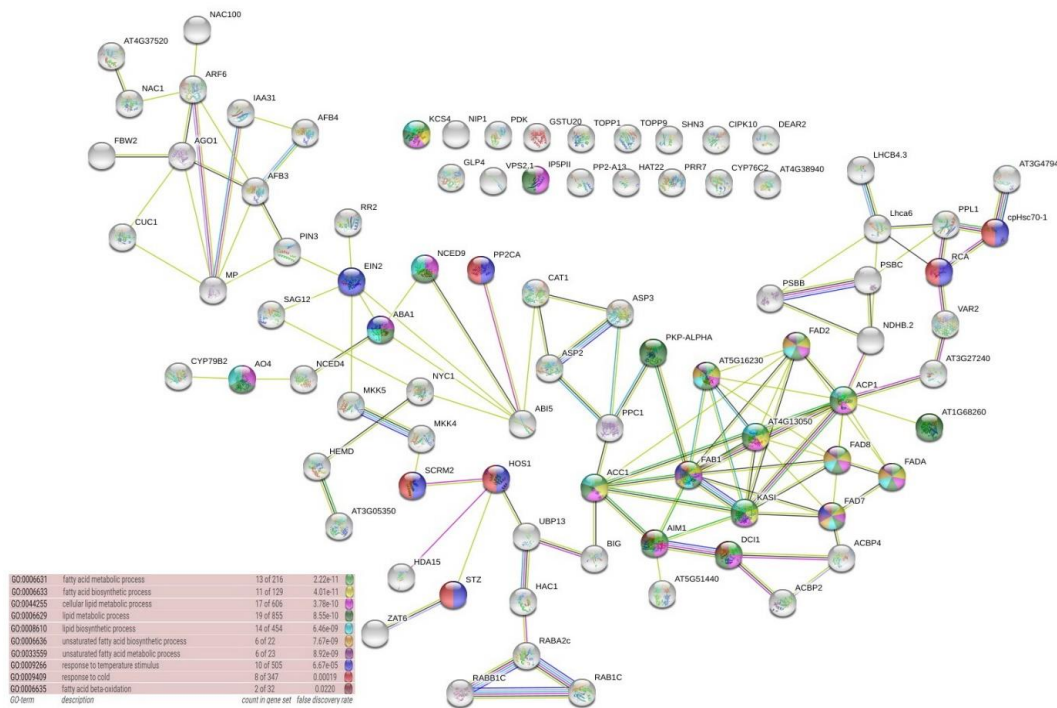 NAC100
AT4G37520
ARF6
NAC1
IAA31
AFB4
FBW2
AGO1
AFB3
CUC1
PIN3
MP
RR2
EIN2
KCS4
NIP1
PDK
GSTU20
TOPP1
TOPP9
SHN3
CIPK10
DEAR2
GLP4
VPS2.1
IP5PII
PP2-A13
HAT22
PRR7
CYP76C2
AT4G38940
LHCB4.3
AT3G4794
Lhca6
PPL1
cpHsc70-1
PSBC
RCA
PSBB
NDHB.2
VAR2
AT3G27240
NCED9
PP2CA
CAT1
ASP3
SAG12
ABA1
ASP2
PKP-ALPHA
FAD2
AT5G16230
ACP1
CYP79B2
AO4
NCED4
NYC1
ABI5
PPC1
AT4G13050
AT1G68260
MKK5
MKK4
FAD8
FADA
HEMD
SCRM2
HOS1
ACC1
FAB1
KASI
FAD7
AT3G05350
UBP13
BIG
AIM1
DCI1
ACBP4
HDA15
STZ
HAC1
AT5G51440
ACBP2
ZAT6
RABA2c
RABB1C
RAB1C
GO:0006631 fatty acid metabolic process 13 of 216 2.22e-11
GO:0006633 fatty acid biosynthetic process 11 of 129 4.01e-11
GO:0044255 cellular lipid metabolic process 17 of 606 3.78e-10
GO:0006629 lipid metabolic process 19 of 855 8.55e-10
GO:0008610 lipid biosynthetic process 14 of 454 6.46e-09
GO:0006636 unsaturated fatty acid biosynthetic process 6 of 22 7.67e-09
GO:0033559 unsaturated fatty acid metabolic process 6 of 23 8.92e-09
GO:0009266 response to temperature stimulus 10 of 505 6.67e-05
GO:0009409 response to cold 8 of 347 0.00019
GO:0006635 fatty acid beta-oxidation 2 of 32 0.0220
GO-term description count in gene set false discovery rate